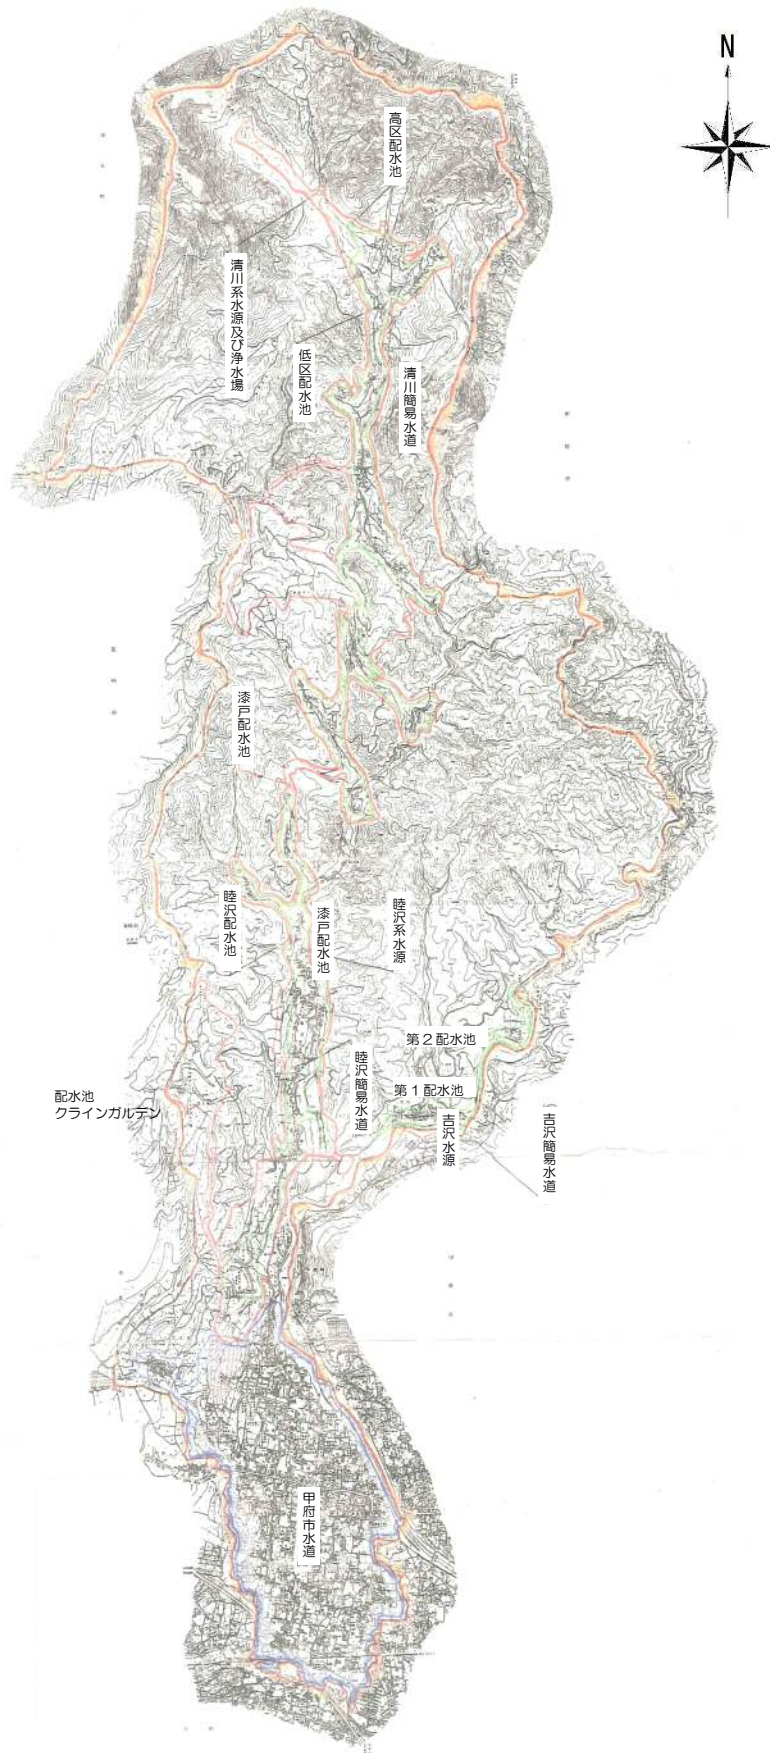 N
高区配水池
清川系水源及び浄水場
低区配水池
清川簡易水道
漆戸配水池
睦沢配水池
漆戸配水池
睦沢系水源
第2配水池
睦沢簡易水道
第1配水池
配水池
クラインガルテン
吉沢水源
吉沢簡易水道
甲府市水道